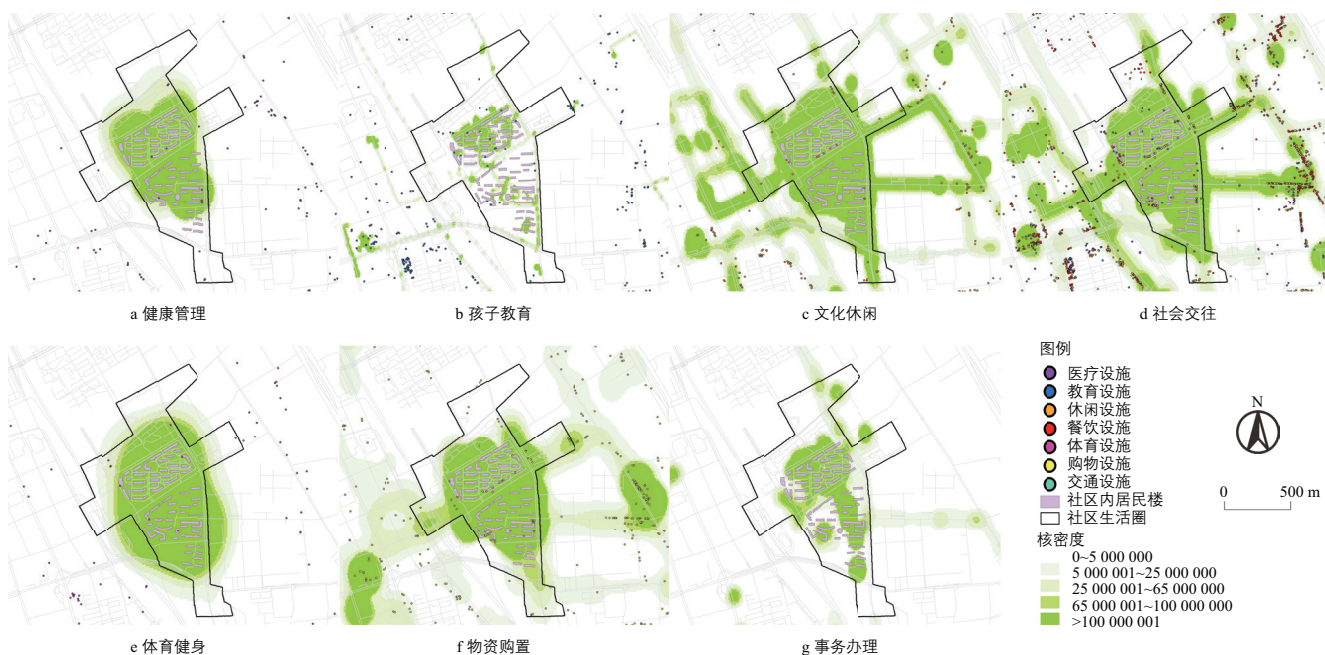 a 健康管理
b 孩子教育
c 文化休闲
d 社会交往
e 体育健身
f 物资购置
g 事务办理
图例
医疗设施
教育设施
休闲设施
餐饮设施
体育设施
购物设施
交通设施
社区内居民楼
社区生活圈
核密度
0~5 000 000
5 000 001~25 000 000
25 000 001~65 000 000
65 000 001~100 000 000
>100 000 001
N
0 500 m